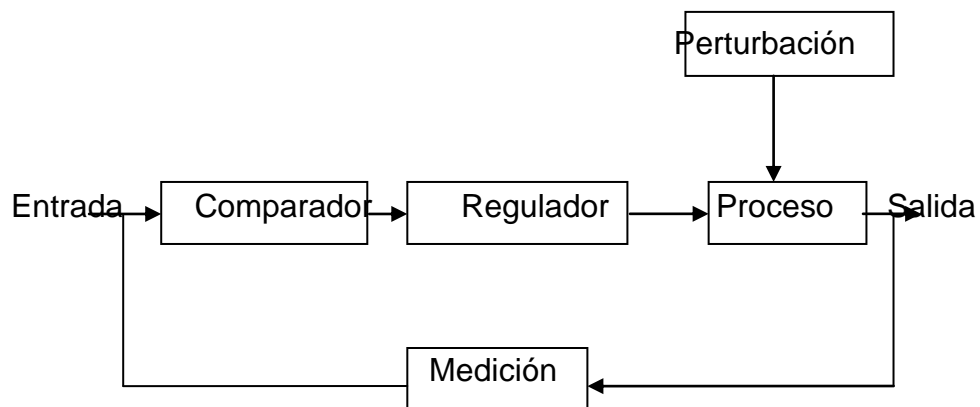 Perturbación
Entrada Comparador Regulador Proceso Salida
Medición